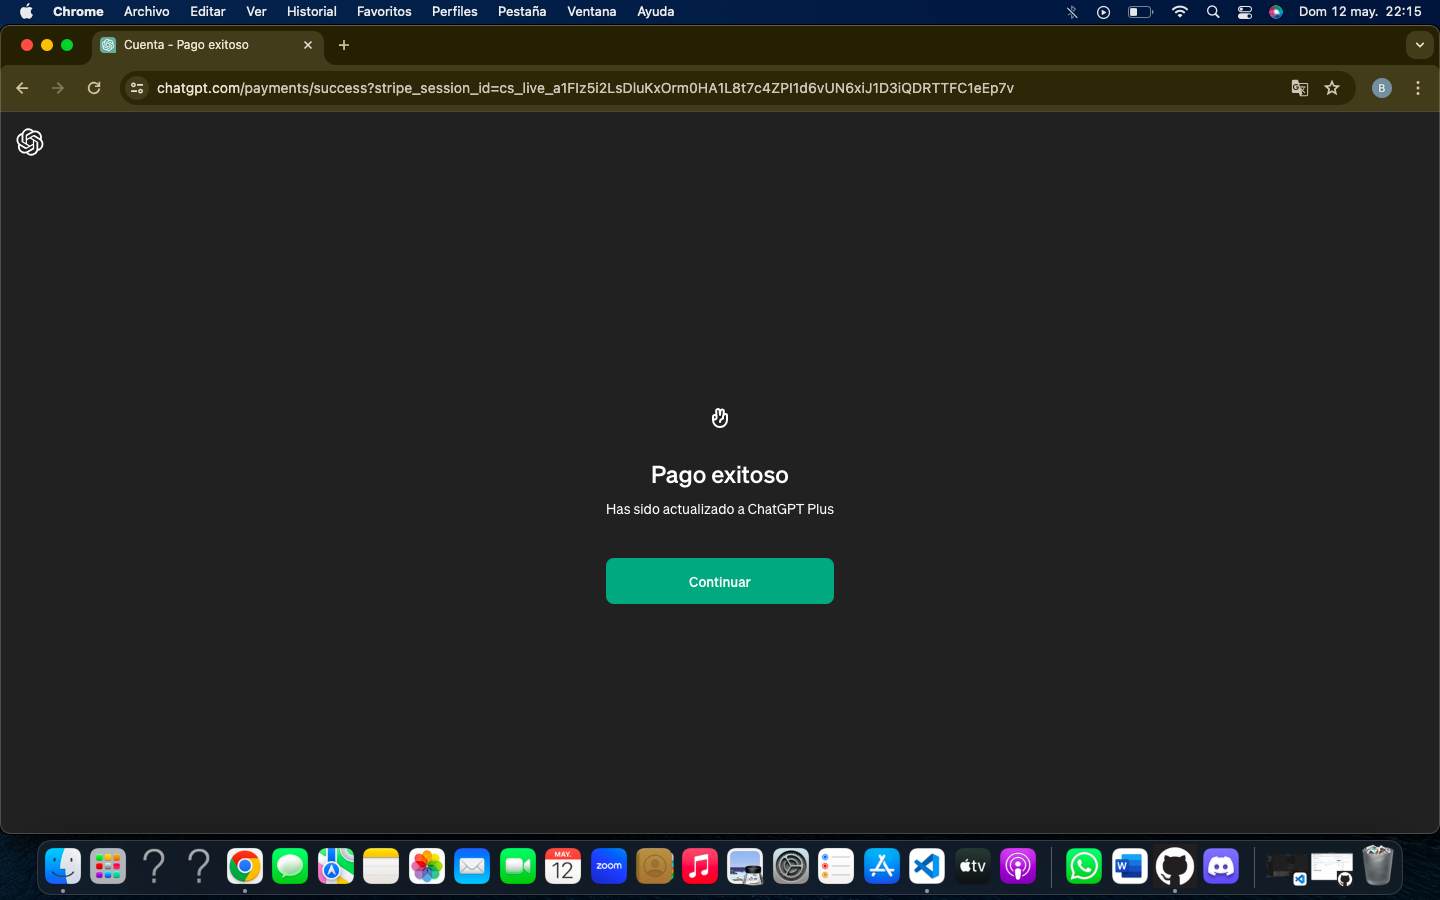 Chrome Archivo Editar Ver Historial Favoritos Perfiles Pestaña Ventana Ayuda Dom 12 may. 22:15
Cuenta - Pago exitoso
chatgpt.com/payments/success?stripe_session_id=cs_live_a1FIz5i2LsDluKxOrm0HA1L8t7c4ZPI1d6vUN6xiJ1D3iQDRTTFC1eEp7v
B
Pago exitoso
Has sido actualizado a ChatGPT Plus
Continuar
MAY.
12
zoom
tv